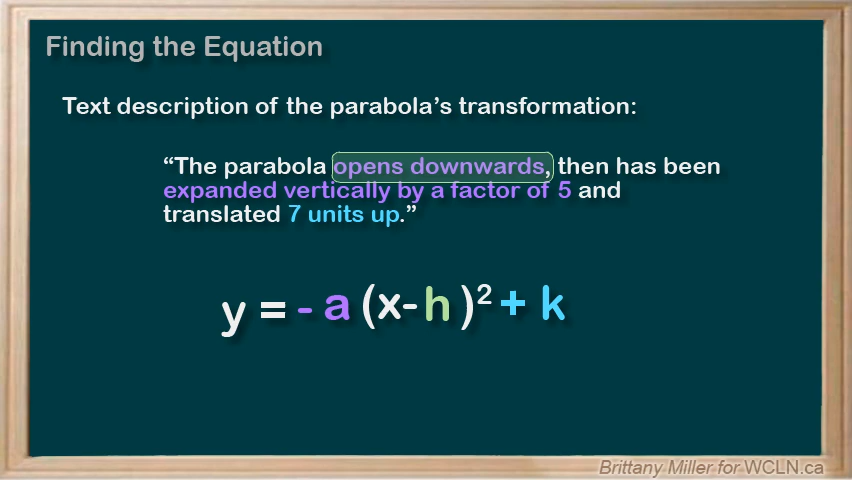 Finding the Equation
Text description of the parabola's transformation:
“The parabola opens downwards, then has been
expanded vertically by a factor of 5 and
translated 7 units up.”
y = - a (x- h )² + k
Brittany Miller for WCLN.ca